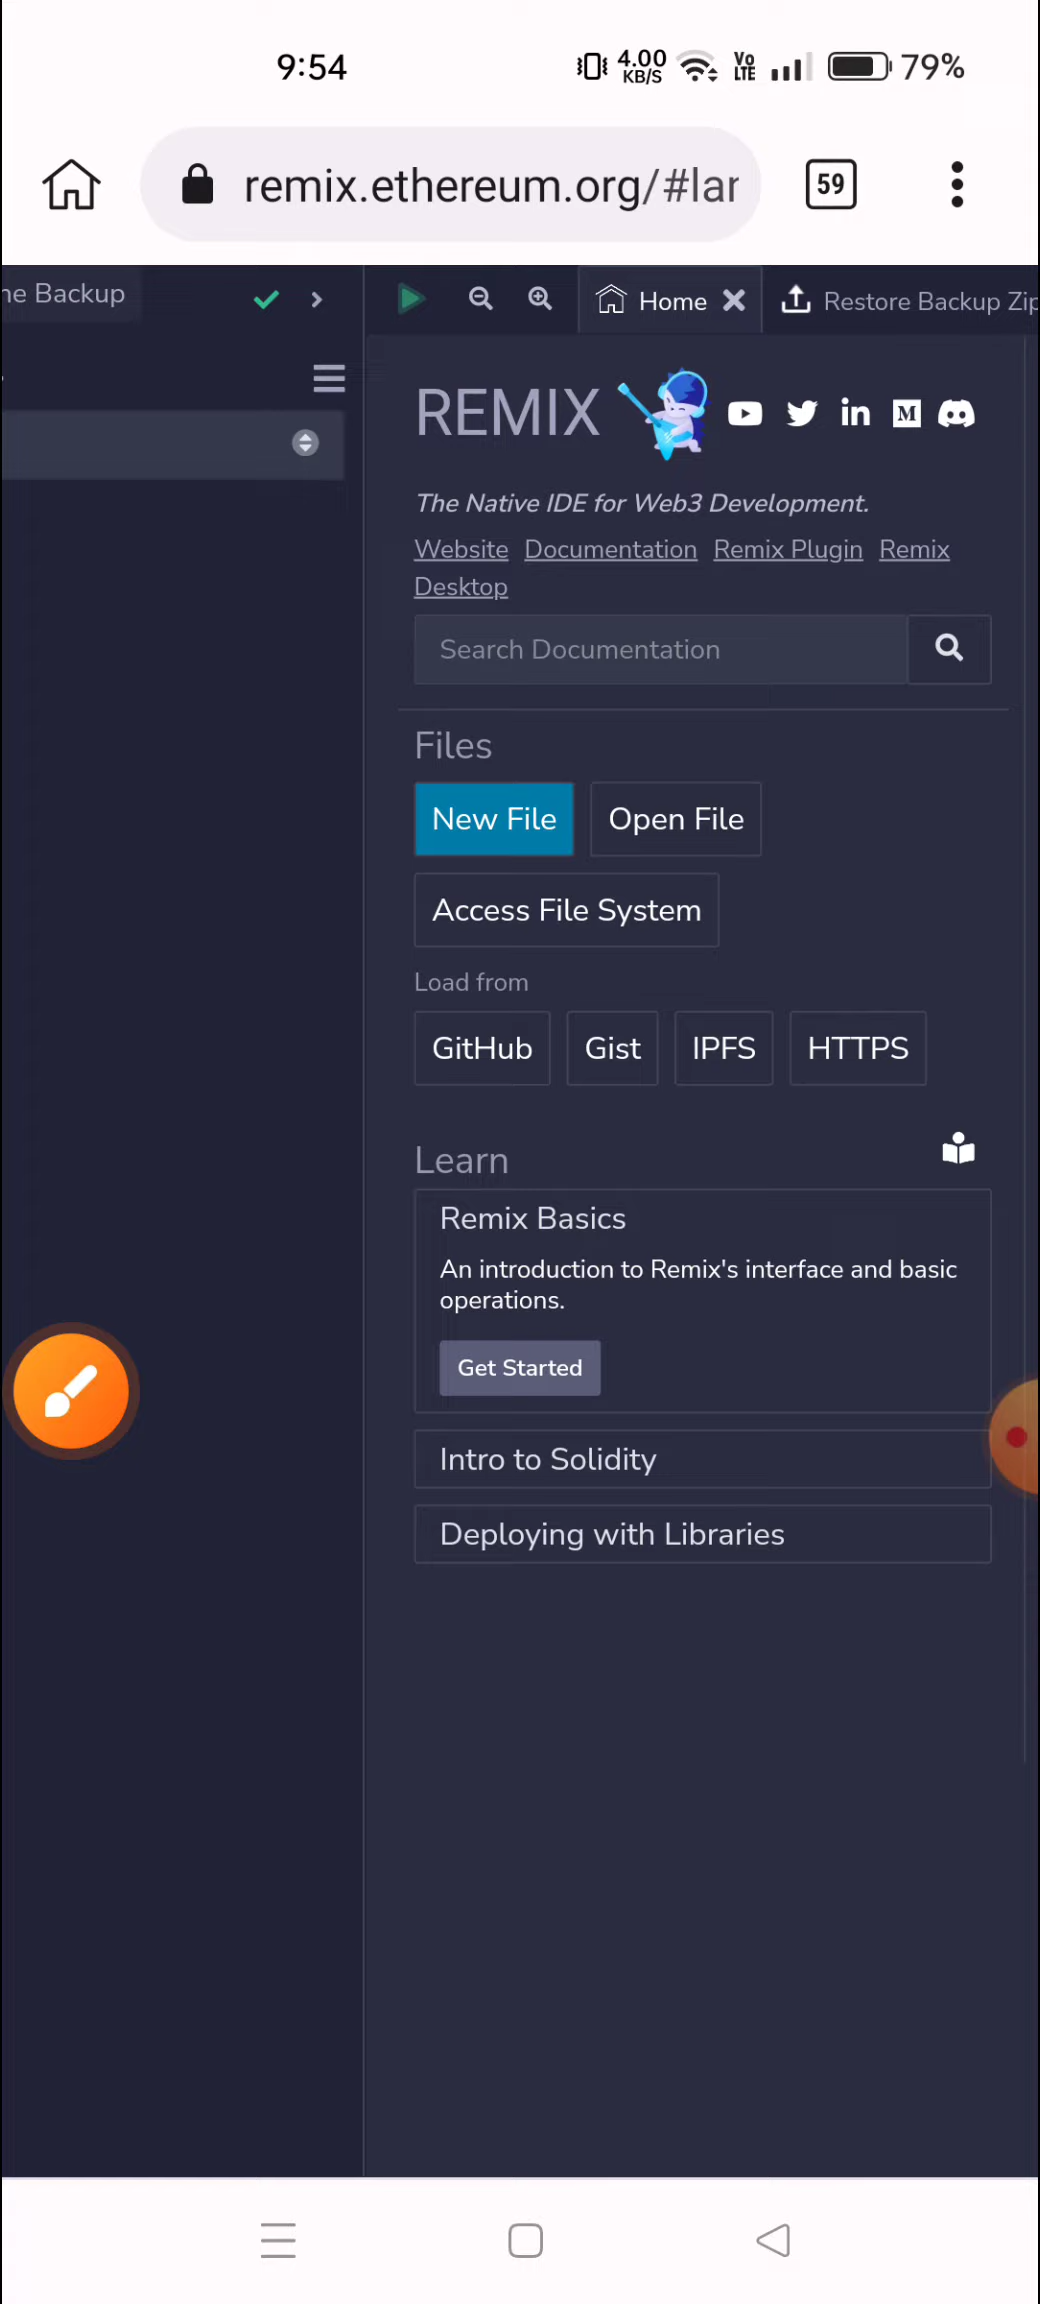 9:54
4.00
KB/S
Vo
LTE
79%
remix.ethereum.org/#lar
59
ne Backup
Home
Restore Backup Zip
REMIX
The Native IDE for Web3 Development.
Website Documentation Remix Plugin Remix
Desktop
Search Documentation
Files
New File
Open File
Access File System
Load from
GitHub
Gist
IPFS
HTTPS
Learn
Remix Basics
An introduction to Remix's interface and basic
operations.
Get Started
Intro to Solidity
Deploying with Libraries